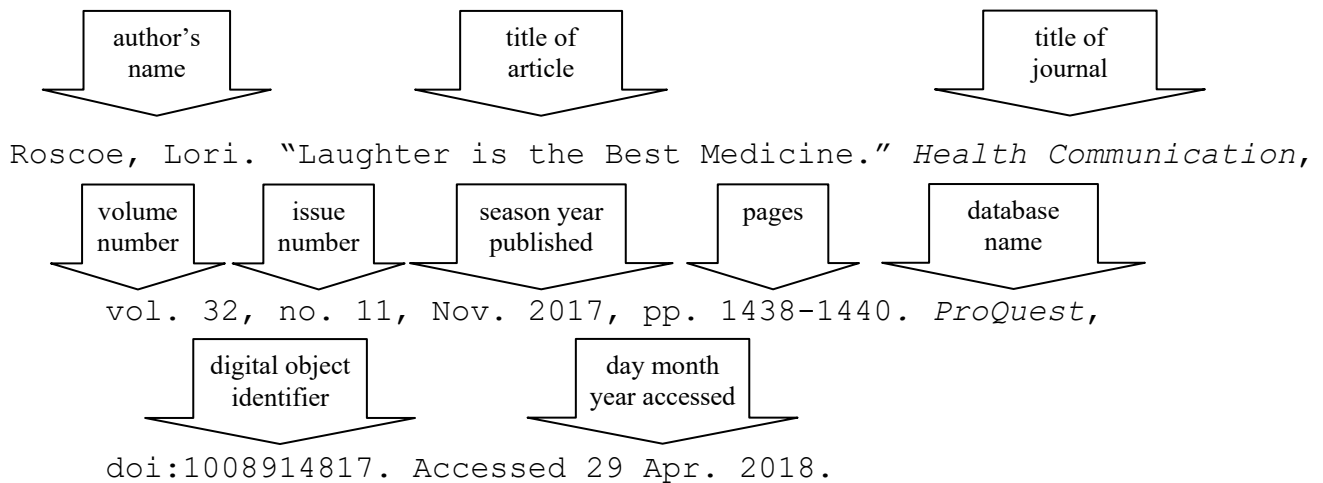 author’s title of title of
name article journal
Roscoe, Lori. “Laughter is the Best Medicine.” Health Communication,
volume issue season year pages database
number number published name
vol. 32, no. 11, Nov. 2017, pp. 1438-1440. ProQuest,
digital object day month
identifier year accessed
doi:1008914817. Accessed 29 Apr. 2018.